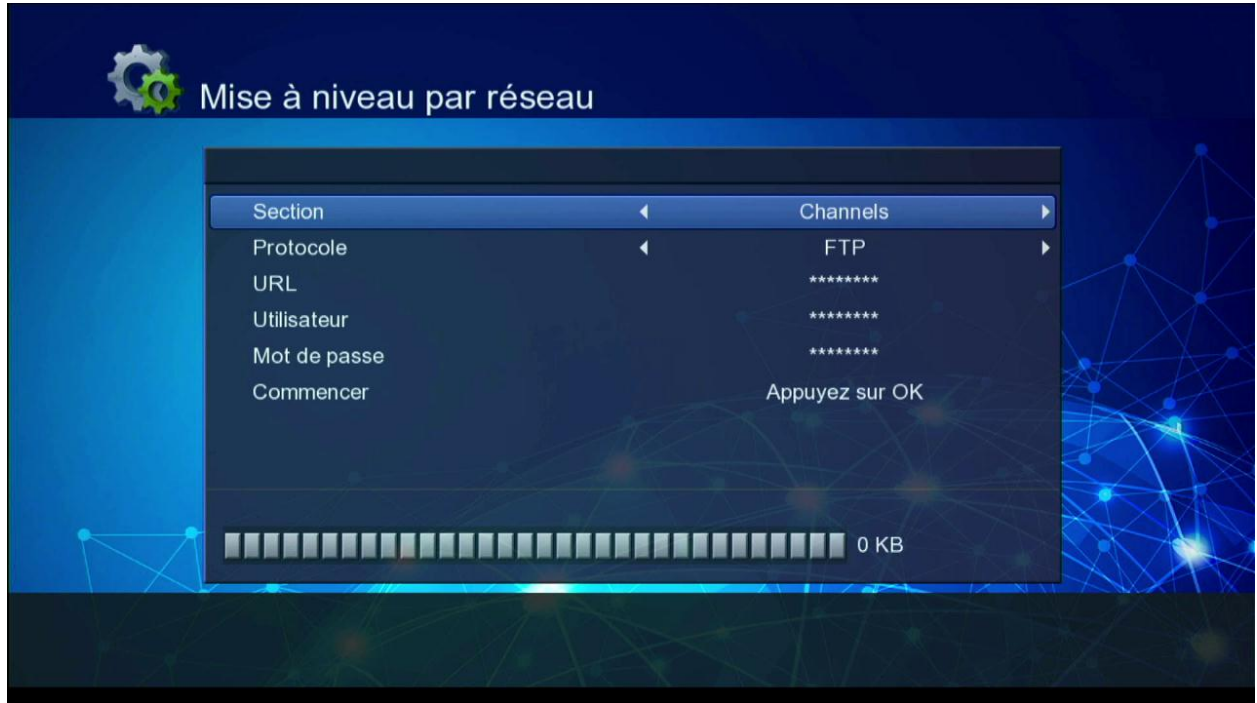 Mise à niveau par réseau
Section Channels
Protocole FTP
URL ********
Utilisateur ********
Mot de passe ********
Commencer Appuyez sur OK
0 KB